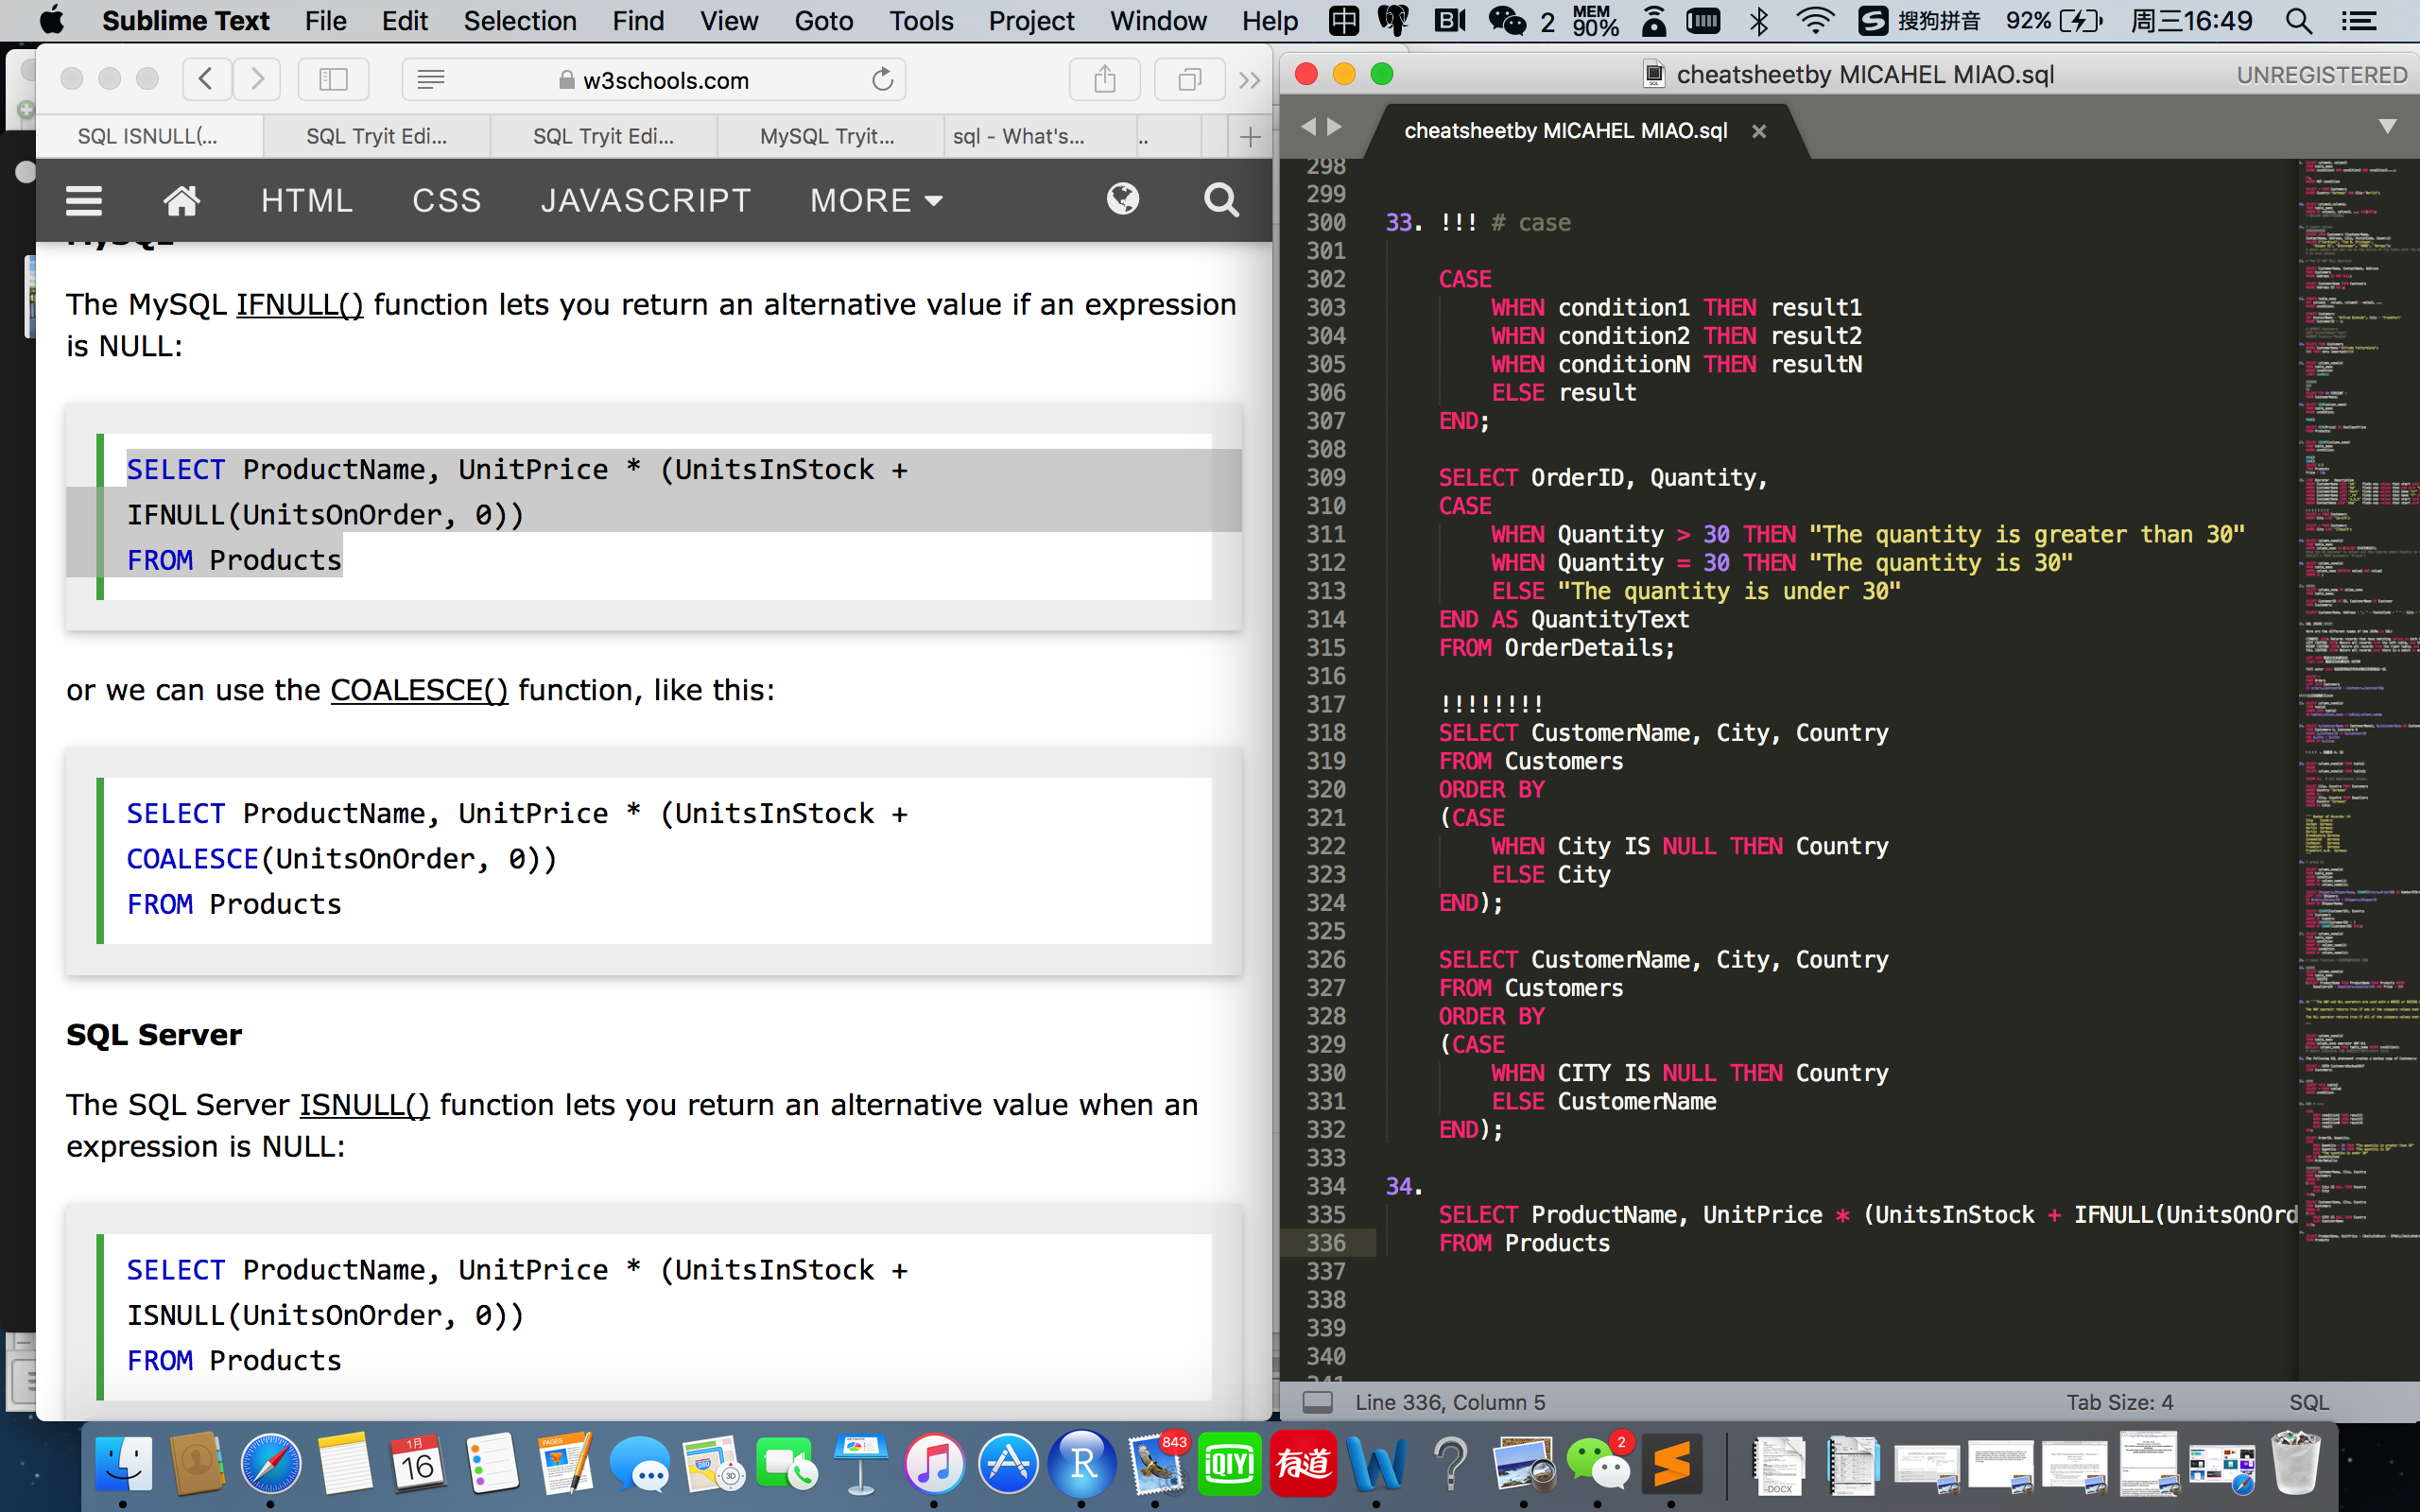 Sublime Text File Edit Selection Find View Goto Tools Project Window Help 中 2 MEM 90% 搜狗拼音 92% 周三16:49
w3schools.com
SQL ISNULL(... SQL Tryit Edi... SQL Tryit Edi... MySQL Tryit... sql - What's... ..
HTML CSS JAVASCRIPT MORE
MySQL
The MySQL IFNULL() function lets you return an alternative value if an expression
is NULL:
SELECT ProductName, UnitPrice * (UnitsInStock +
IFNULL(UnitsOnOrder, 0))
FROM Products
or we can use the COALESCE() function, like this:
SELECT ProductName, UnitPrice * (UnitsInStock +
COALESCE(UnitsOnOrder, 0))
FROM Products
SQL Server
The SQL Server ISNULL() function lets you return an alternative value when an
expression is NULL:
SELECT ProductName, UnitPrice * (UnitsInStock +
ISNULL(UnitsOnOrder, 0))
FROM Products
cheatsheetby MICAHEL MIAO.sql UNREGISTERED
cheatsheetby MICAHEL MIAO.sql
298
299
300 33. !!! # case
301
302 CASE
303 WHEN condition1 THEN result1
304 WHEN condition2 THEN result2
305 WHEN conditionN THEN resultN
306 ELSE result
307 END;
308
309 SELECT OrderID, Quantity,
310 CASE
311 WHEN Quantity > 30 THEN "The quantity is greater than 30"
312 WHEN Quantity = 30 THEN "The quantity is 30"
313 ELSE "The quantity is under 30"
314 END AS QuantityText
315 FROM OrderDetails;
316
317 !!!!!!!!
318 SELECT CustomerName, City, Country
319 FROM Customers
320 ORDER BY
321 (CASE
322 WHEN City IS NULL THEN Country
323 ELSE City
324 END);
325
326 SELECT CustomerName, City, Country
327 FROM Customers
328 ORDER BY
329 (CASE
330 WHEN CITY IS NULL THEN Country
331 ELSE CustomerName
332 END);
333
334 34.
335 SELECT ProductName, UnitPrice * (UnitsInStock + IFNULL(UnitsOnOrd
336 FROM Products
337
338
339
340
341
Line 336, Column 5 Tab Size: 4 SQL
1月 16 PAGES 280 3D R 843 iQIYI 有道 W ? 2 DOCX